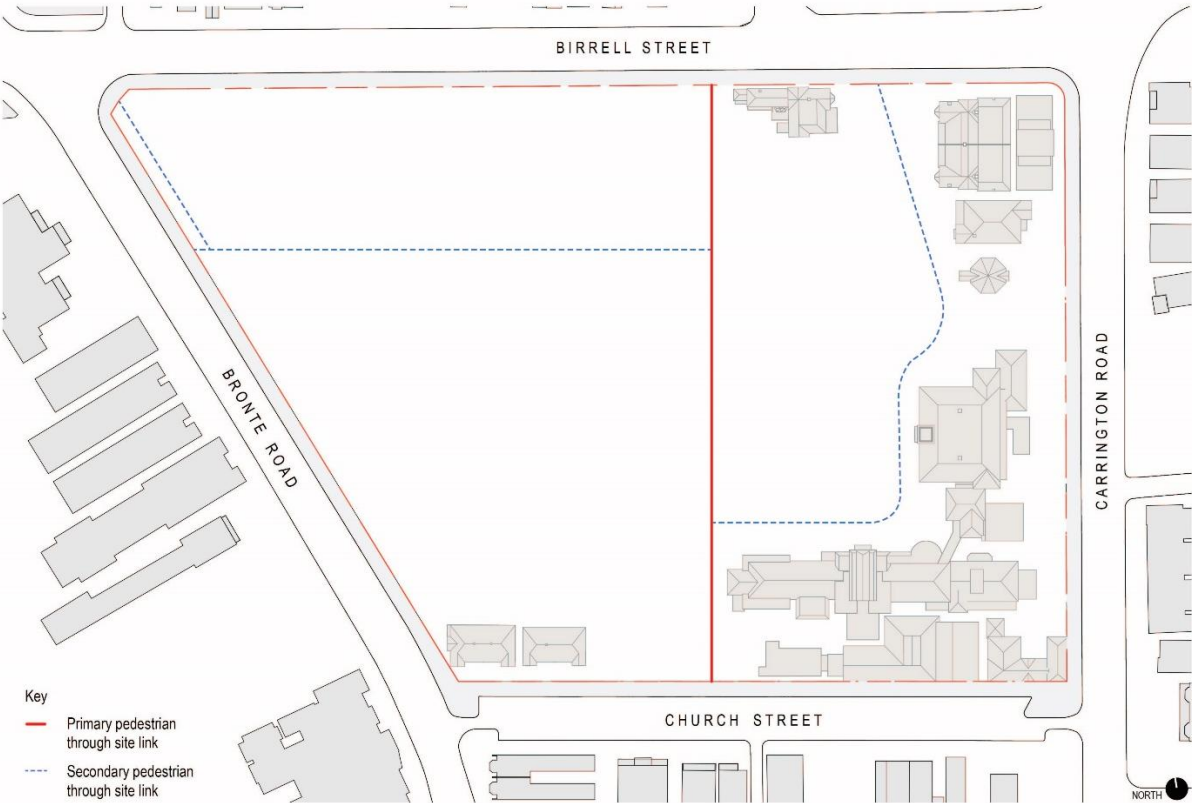 BIRRELL STREET
BRONTE ROAD
CARRINGTON ROAD
CHURCH STREET
Key
Primary pedestrian
through site link
Secondary pedestrian
through site link
NORTH